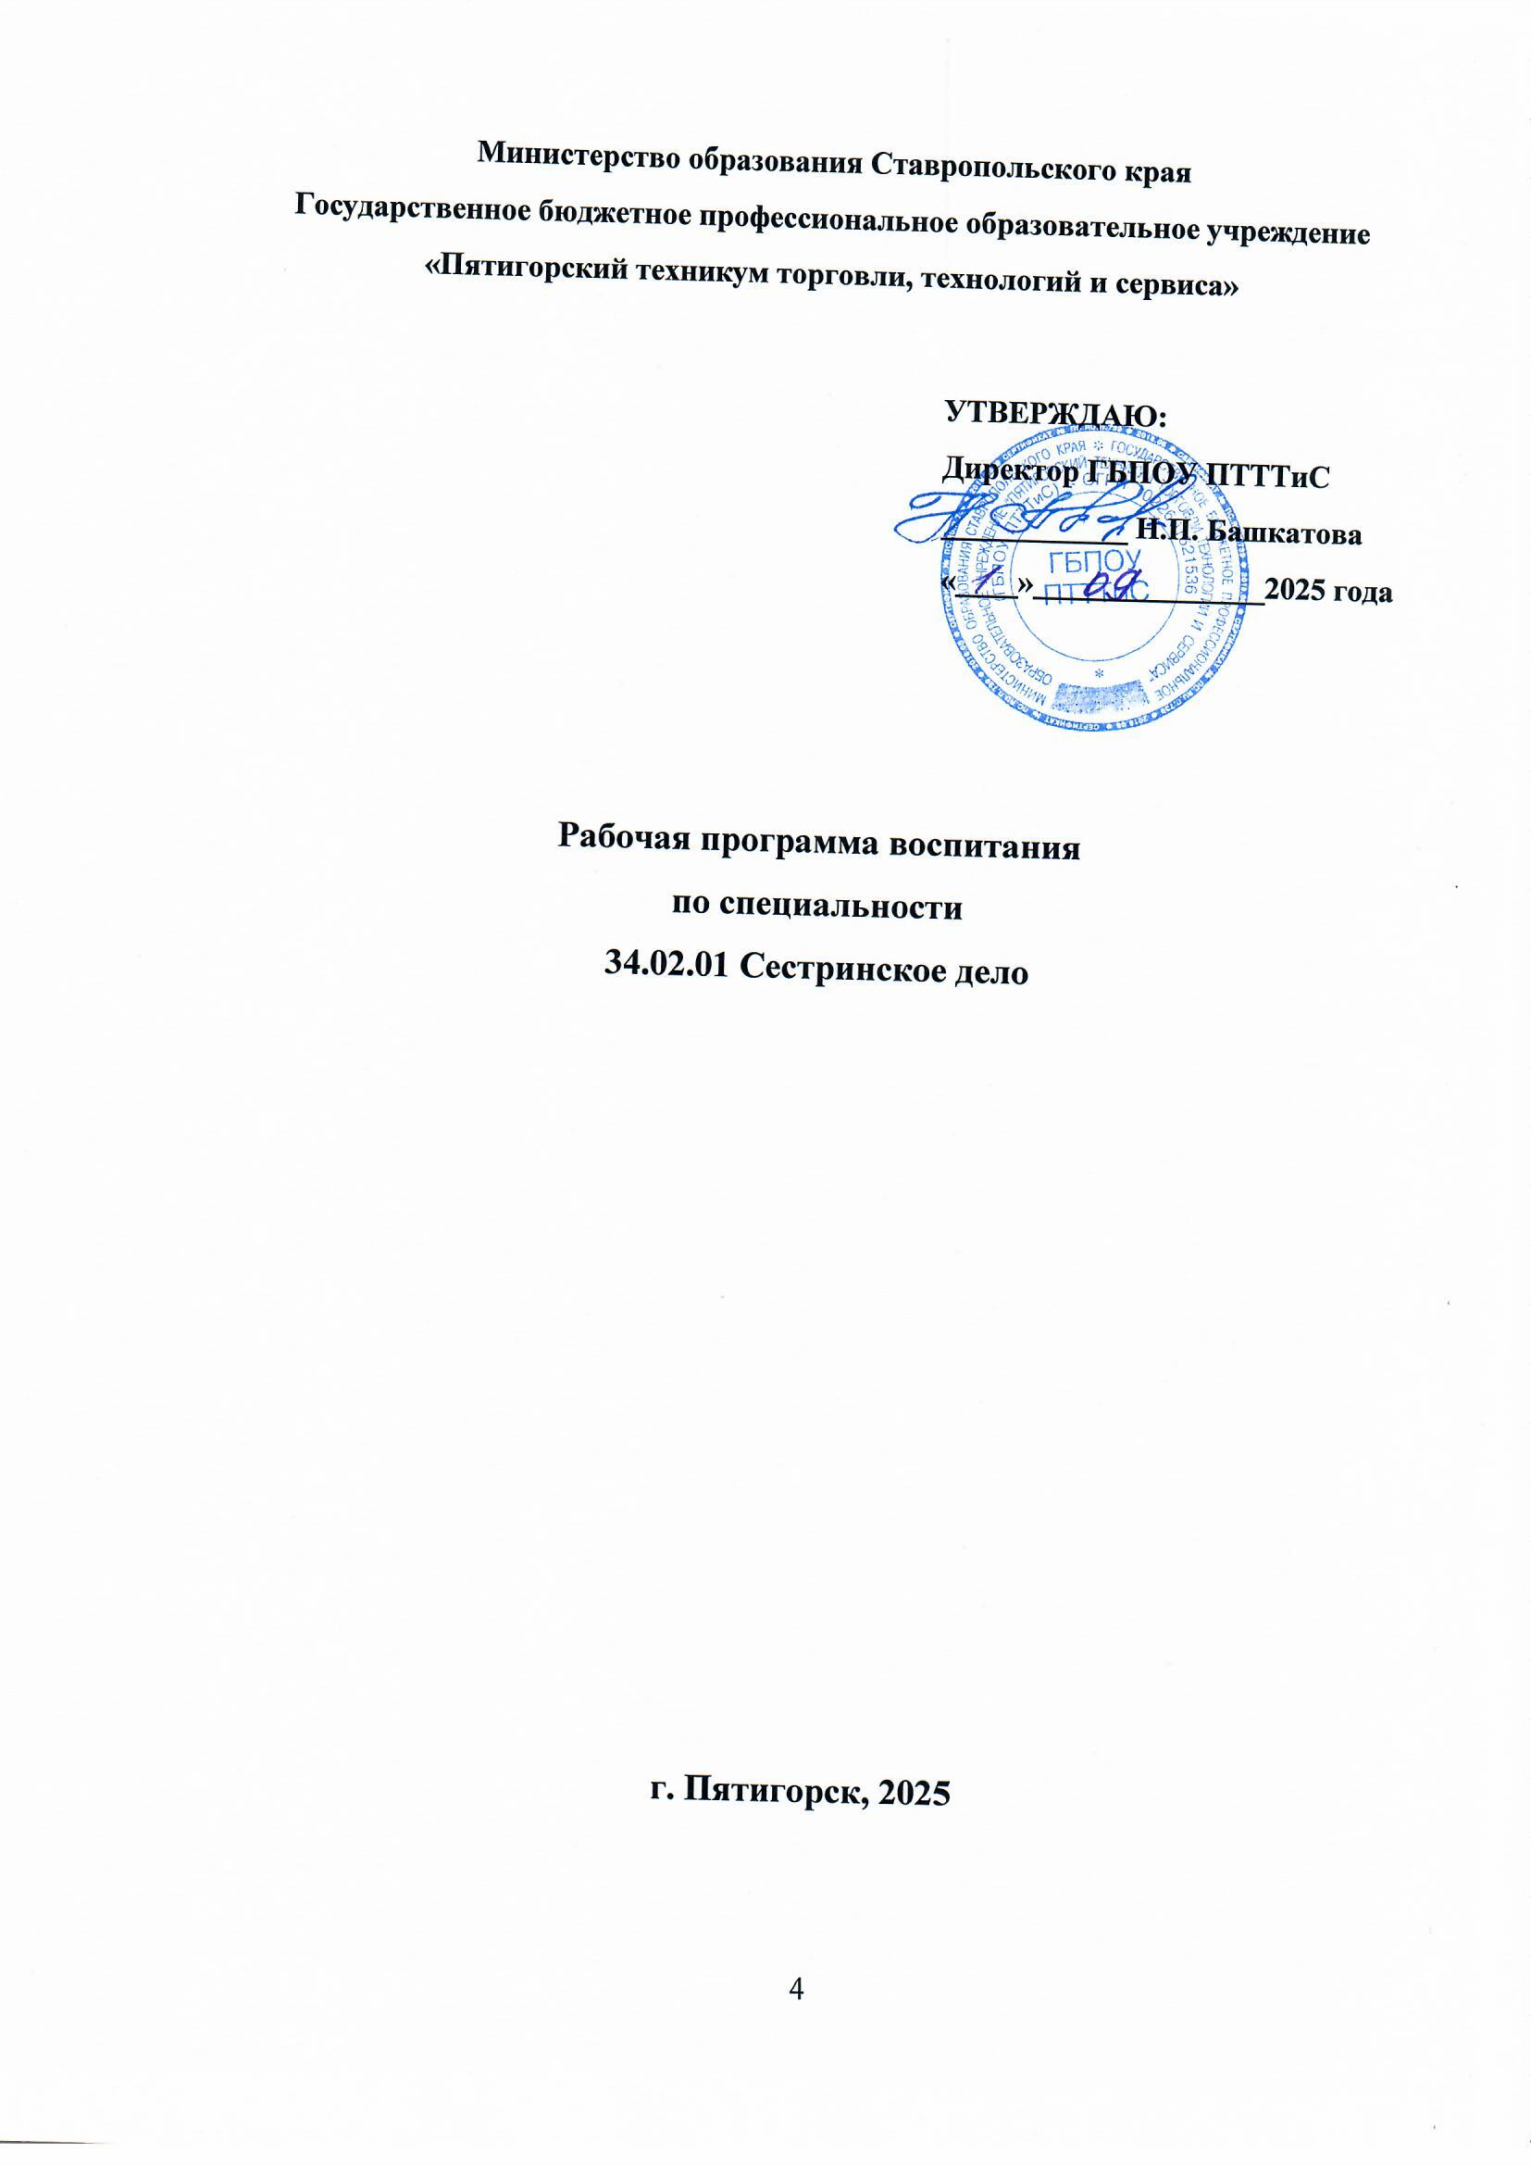 Министерство образования Ставропольского края
Государственное бюджетное профессиональное образовательное учреждение
«Пятигорский техникум торговли, технологий и сервиса»
УТВЕРЖДАЮ:
Директор ГБПОУ ПТТТиС
Н.П. Башкатова
«1» 09 2025 года
ГБПОУ
ПТТТиС
Рабочая программа воспитания
по специальности
34.02.01 Сестринское дело
г. Пятигорск, 2025
4